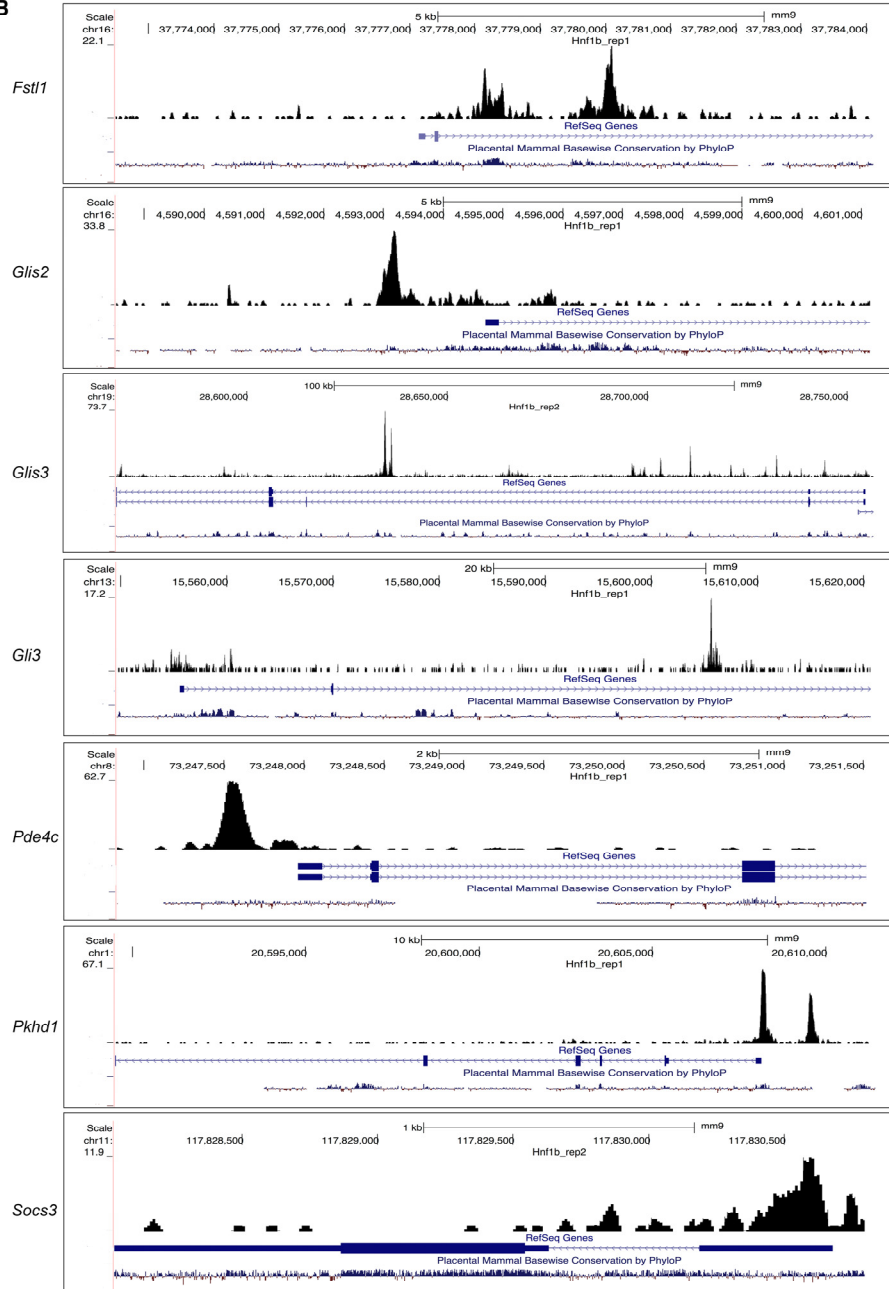 B
Scale 5 kb mm9
chr16: 37,774,000 37,775,000 37,776,000 37,777,000 37,778,000 37,779,000 37,780,000 37,781,000 37,782,000 37,783,000 37,784,000
22.1 Hnf1b_rep1
Fstl1
RefSeq Genes
Placental Mammal Basewise Conservation by PhyloP
Scale 5 kb mm9
chr16: 4,590,000 4,591,000 4,592,000 4,593,000 4,594,000 4,595,000 4,596,000 4,597,000 4,598,000 4,599,000 4,600,000 4,601,000
33.8 Hnf1b_rep1
Glis2
RefSeq Genes
Placental Mammal Basewise Conservation by PhyloP
Scale 100 kb mm9
chr19: 28,600,000 28,650,000 28,700,000 28,750,000
73.7 Hnf1b_rep2
Glis3
RefSeq Genes
Placental Mammal Basewise Conservation by PhyloP
Scale 20 kb mm9
chr13: 15,560,000 15,570,000 15,580,000 15,590,000 15,600,000 15,610,000 15,620,000
17.2 Hnf1b_rep1
Gli3
RefSeq Genes
Placental Mammal Basewise Conservation by PhyloP
Scale 2 kb mm9
chr8: 73,247,500 73,248,000 73,248,500 73,249,000 73,249,500 73,250,000 73,250,500 73,251,000 73,251,500
62.7 Hnf1b_rep1
Pde4c
RefSeq Genes
Placental Mammal Basewise Conservation by PhyloP
Scale 10 kb mm9
chr1: 20,595,000 20,600,000 20,605,000 20,610,000
67.1 Hnf1b_rep1
Pkhd1
RefSeq Genes
Placental Mammal Basewise Conservation by PhyloP
Scale 1 kb mm9
chr11: 117,828,500 117,829,000 117,829,500 117,830,000 117,830,500
11.9 Hnf1b_rep2
Socs3
RefSeq Genes
Placental Mammal Basewise Conservation by PhyloP